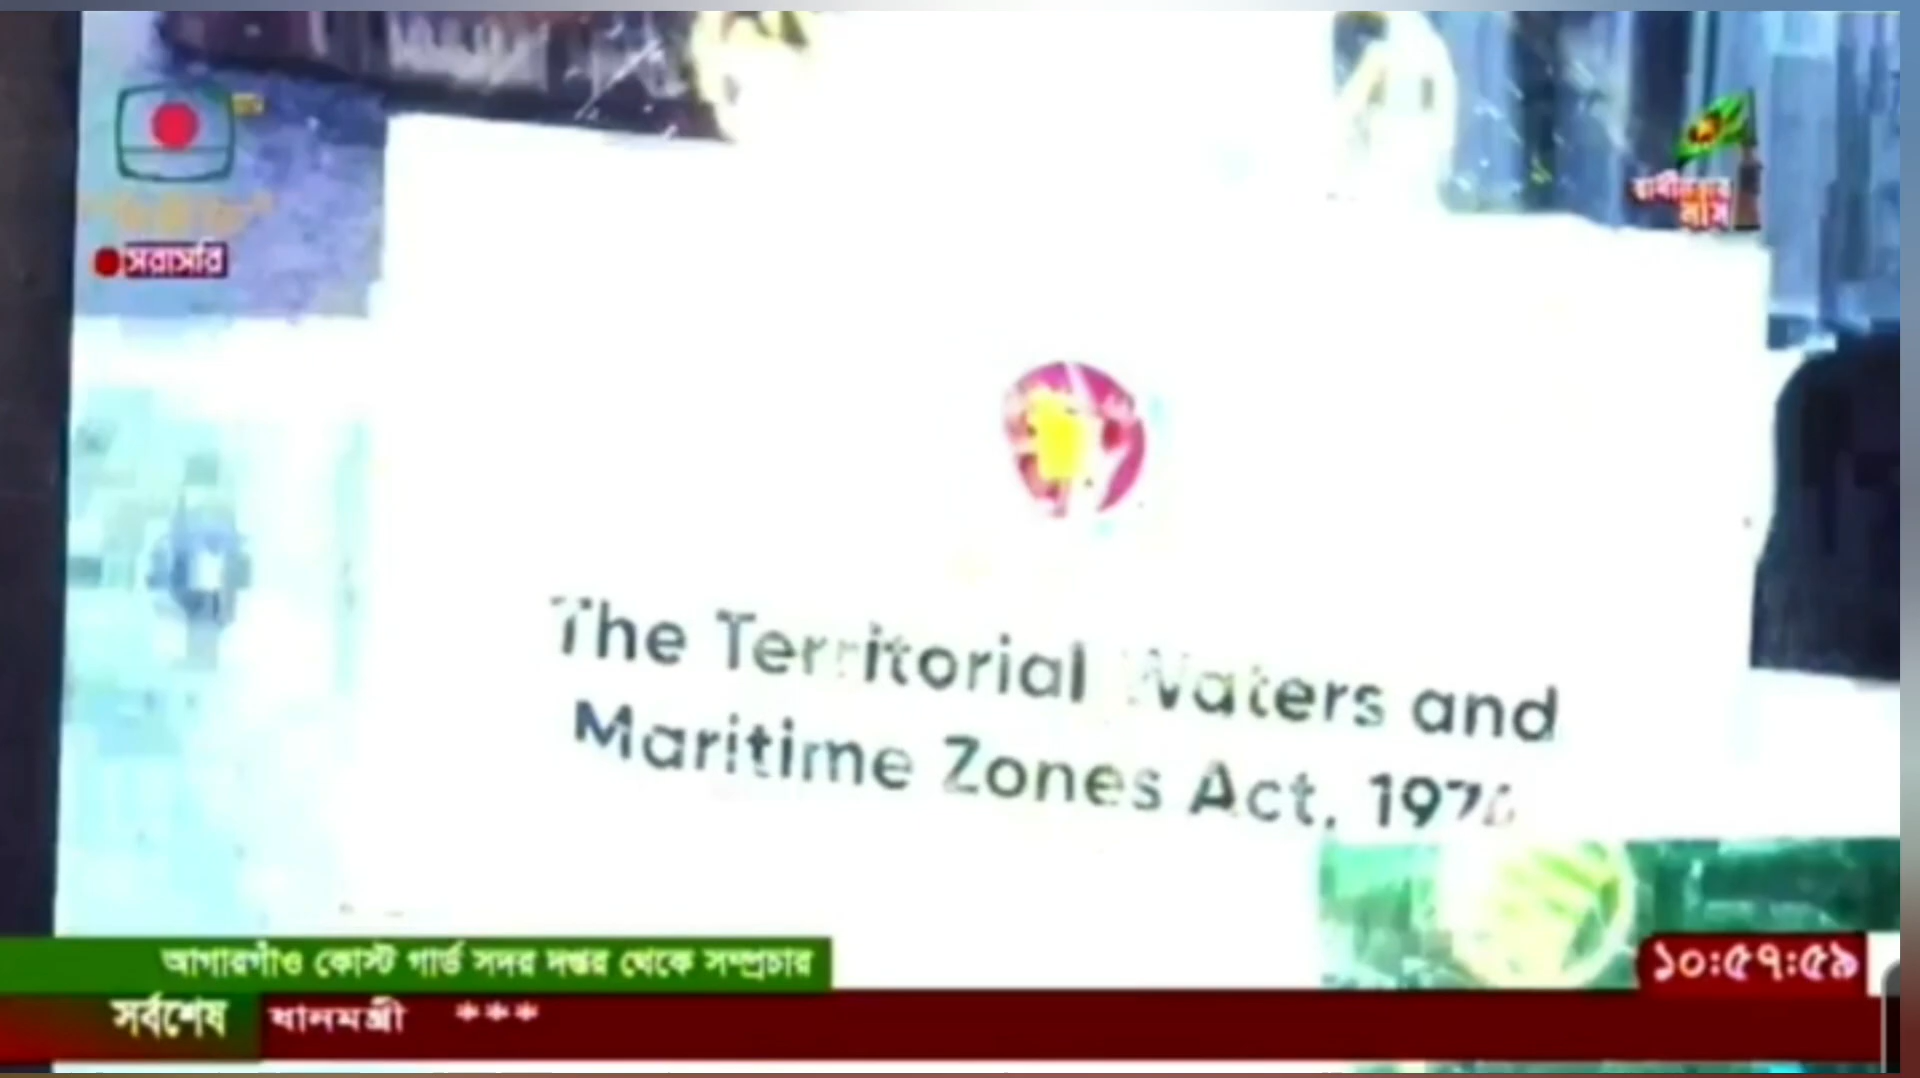 সরাসরি
স্বাধীনতার
মাস
The Territorial Waters and
Maritime Zones Act, 1974
আগারগাঁও কোস্ট গার্ড সদর দপ্তর থেকে সম্প্রচার
১০:৫৭:৫৯
সর্বশেষ
ধানমন্ত্রী ***